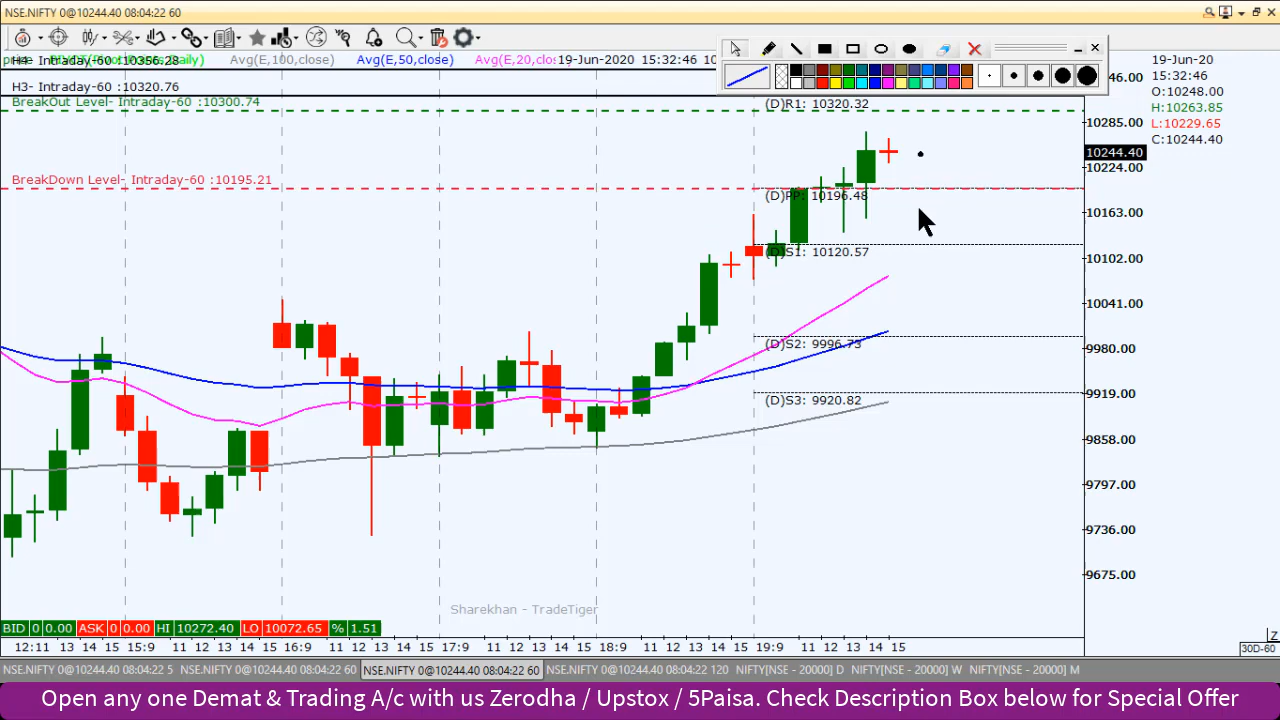 NSE.NIFTY 0@10244.40 08:04:22 60
H4- Intraday-60 :10356.28
Avg(E,100,close)
Avg(E,50,close)
Avg(E,20,close)
19-Jun-2020 15:32:46
H3- Intraday-60 :10320.76
BreakOut Level- Intraday-60 :10300.74
(D)R1: 10320.32
BreakDown Level- Intraday-60 :10195.21
(D)PP: 10196.48
(D)S1: 10120.57
(D)S2: 9996.73
(D)S3: 9920.82
10285.00
10244.40
10224.00
10163.00
10102.00
10041.00
9980.00
9919.00
9858.00
9797.00
9736.00
9675.00
19-Jun-20
15:32:46
O:10248.00
H:10263.85
L:10229.65
C:10244.40
Sharekhan - TradeTiger
BID 0 0.00 ASK 0 0.00 HI 10272.40 LO 10072.65 % 1.51
12:11 13 14 15 15:9 11 12 13 14 15 16:9 11 12 13 14 15 17:9 11 12 13 14 15 18:9 11 12 13 14 15 19:9 11 12 13 14 15
Z
30D-60
NSE.NIFTY 0@10244.40 08:04:22 5 NSE.NIFTY 0@10244.40 08:04:22 60 NSE.NIFTY 0@10244.40 08:04:22 60 NSE.NIFTY 0@10244.40 08:04:22 120 NIFTY[NSE - 20000] D NIFTY[NSE - 20000] W NIFTY[NSE - 20000] M
Open any one Demat & Trading A/c with us Zerodha / Upstox / 5Paisa. Check Description Box below for Special Offer